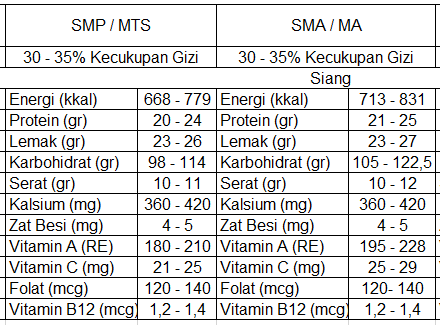 SMP / MTS SMA / MA
30 - 35% Kecukupan Gizi 30 - 35% Kecukupan Gizi
Siang
Energi (kkal) 668 - 779 Energi (kkal) 713 - 831
Protein (gr) 20 - 24 Protein (gr) 21 - 25
Lemak (gr) 23 - 26 Lemak (gr) 23 - 27
Karbohidrat (gr) 98 - 114 Karbohidrat (gr) 105 - 122,5
Serat (gr) 10 - 11 Serat (gr) 10 - 12
Kalsium (mg) 360 - 420 Kalsium (mg) 360 - 420
Zat Besi (mg) 4 - 5 Zat Besi (mg) 4 - 5
Vitamin A (RE) 180 - 210 Vitamin A (RE) 195 - 228
Vitamin C (mg) 21 - 25 Vitamin C (mg) 25 - 29
Folat (mcg) 120 - 140 Folat (mcg) 120- 140
Vitamin B12 (mcg) 1,2 - 1,4 Vitamin B12 (mcg) 1,2 - 1,4